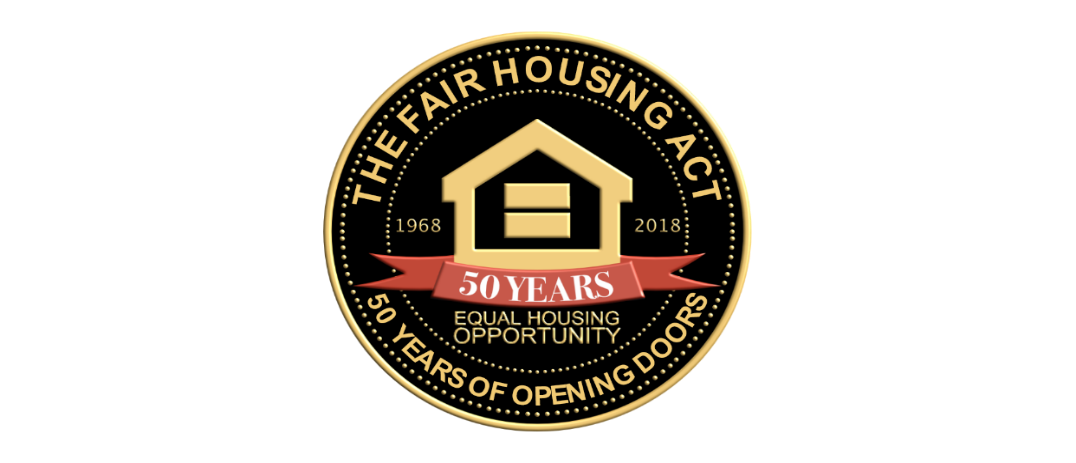 THE FAIR HOUSING ACT
1968
2018
50 YEARS
EQUAL HOUSING
OPPORTUNITY
50 YEARS OF OPENING DOORS